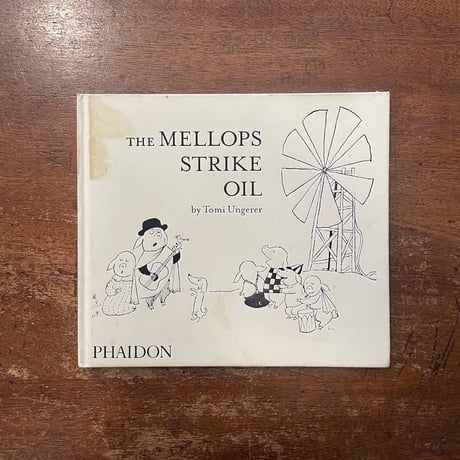 THE MELLOPS
STRIKE
OIL
by Tomi Ungerer
PHAIDON